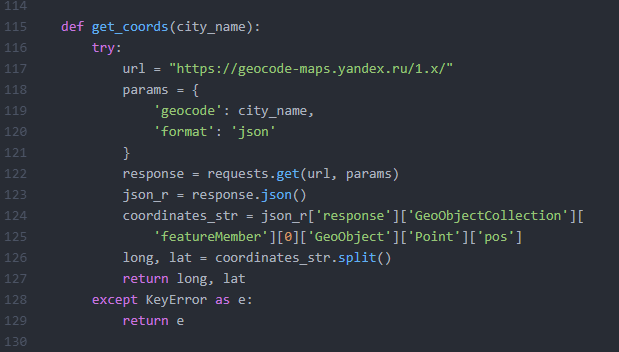 114
115 def get_coords(city_name):
116 try:
117 url = "https://geocode-maps.yandex.ru/1.x/"
118 params = {
119 'geocode': city_name,
120 'format': 'json'
121 }
122 response = requests.get(url, params)
123 json_r = response.json()
124 coordinates_str = json_r['response']['GeoObjectCollection'][
125 'featureMember'][0]['GeoObject']['Point']['pos']
126 long, lat = coordinates_str.split()
127 return long, lat
128 except KeyError as e:
129 return e
130